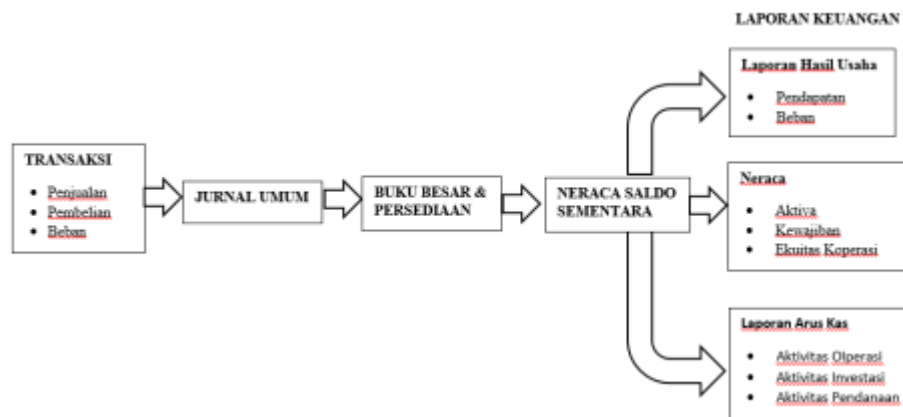 LAPORAN KEUANGAN
Laporan Hasil Usaha
• Pendapatan
• Beban
TRANSAKSI
• Penjualan
• Pembelian
• Beban
JURNAL UMUM
BUKU BESAR &
PERSEDIAAN
NERACA SALDO
SEMENTARA
Neraca
• Aktiva
• Kewajiban
• Ekuitas Koperasi
Laporan Arus Kas
• Aktivitas OIperasi
• Aktivitas Investasi
• Aktivitas Pendanaan